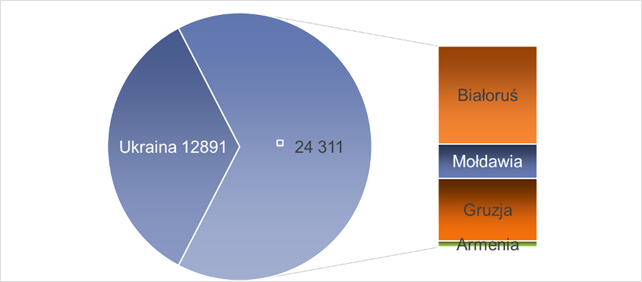 Ukraina 12891
24 311
Białoruś
Mołdawia
Gruzja
Armenia